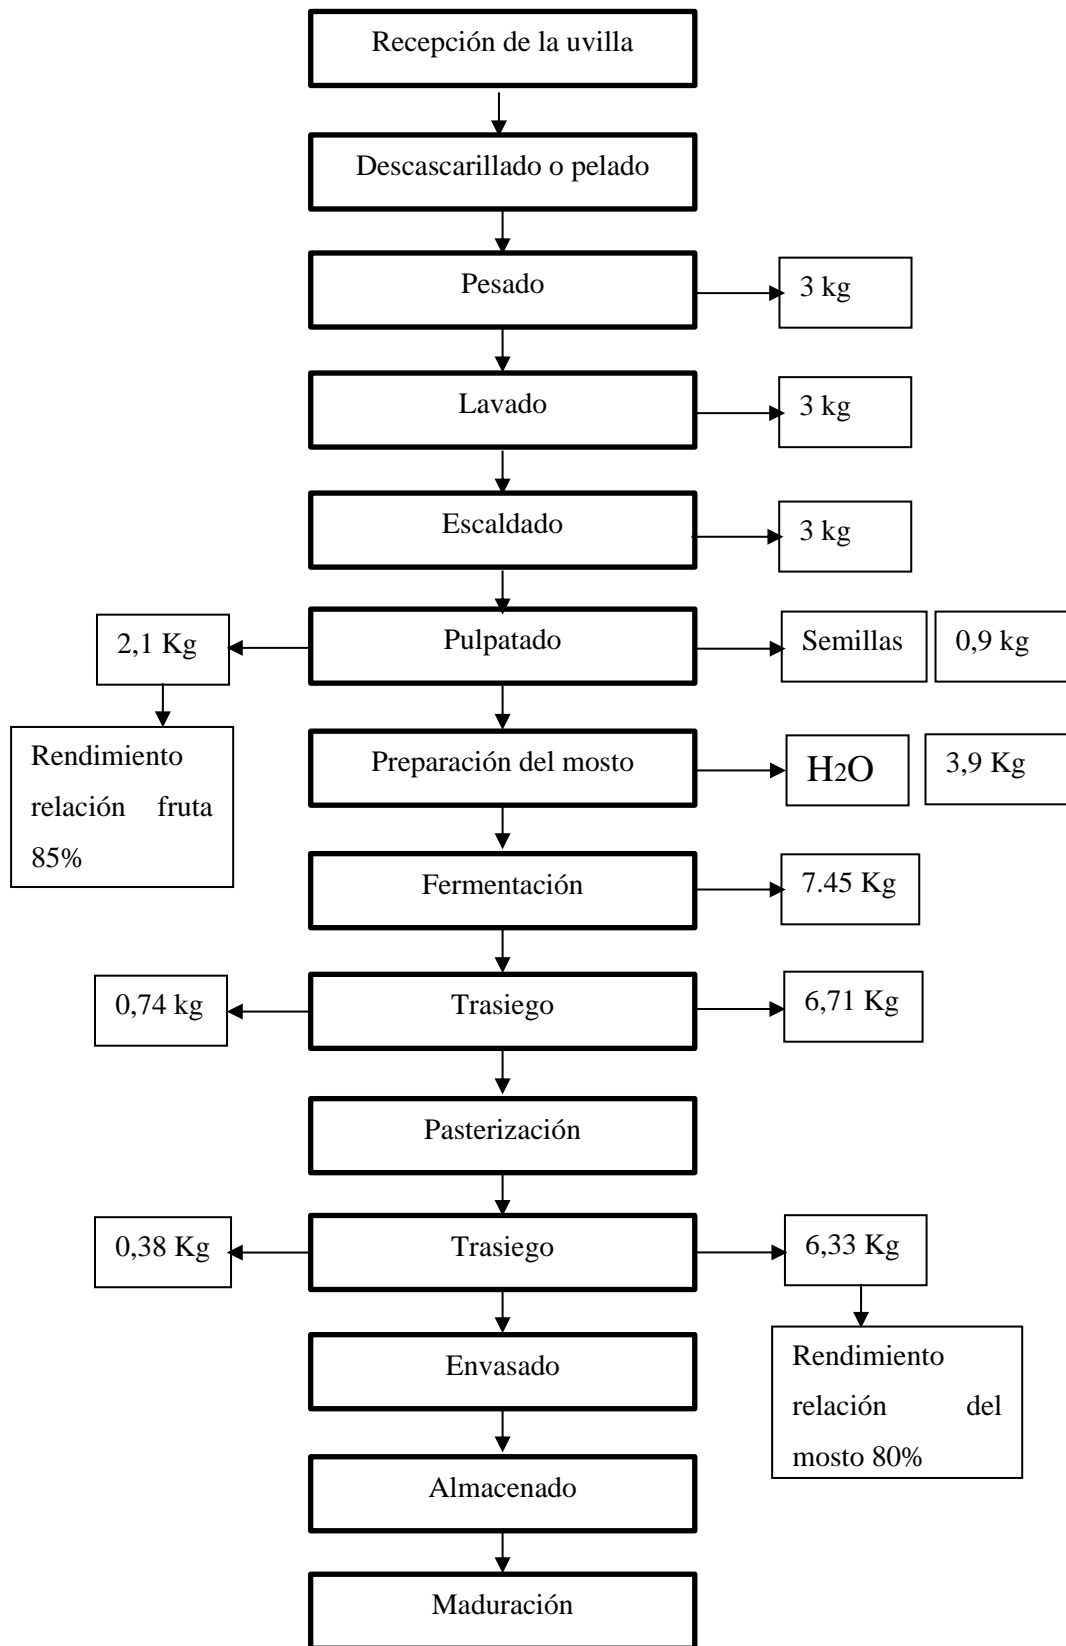 Recepción de la uvilla
Descascarillado o pelado
Pesado
3 kg
Lavado
3 kg
Escaldado
3 kg
2,1 Kg
Pulpatado
Semillas
0,9 kg
Rendimiento
relación fruta
85%
Preparación del mosto
H2O
3,9 Kg
Fermentación
7.45 Kg
0,74 kg
Trasiego
6,71 Kg
Pasterización
0,38 Kg
Trasiego
6,33 Kg
Envasado
Rendimiento
relación del
mosto 80%
Almacenado
Maduración